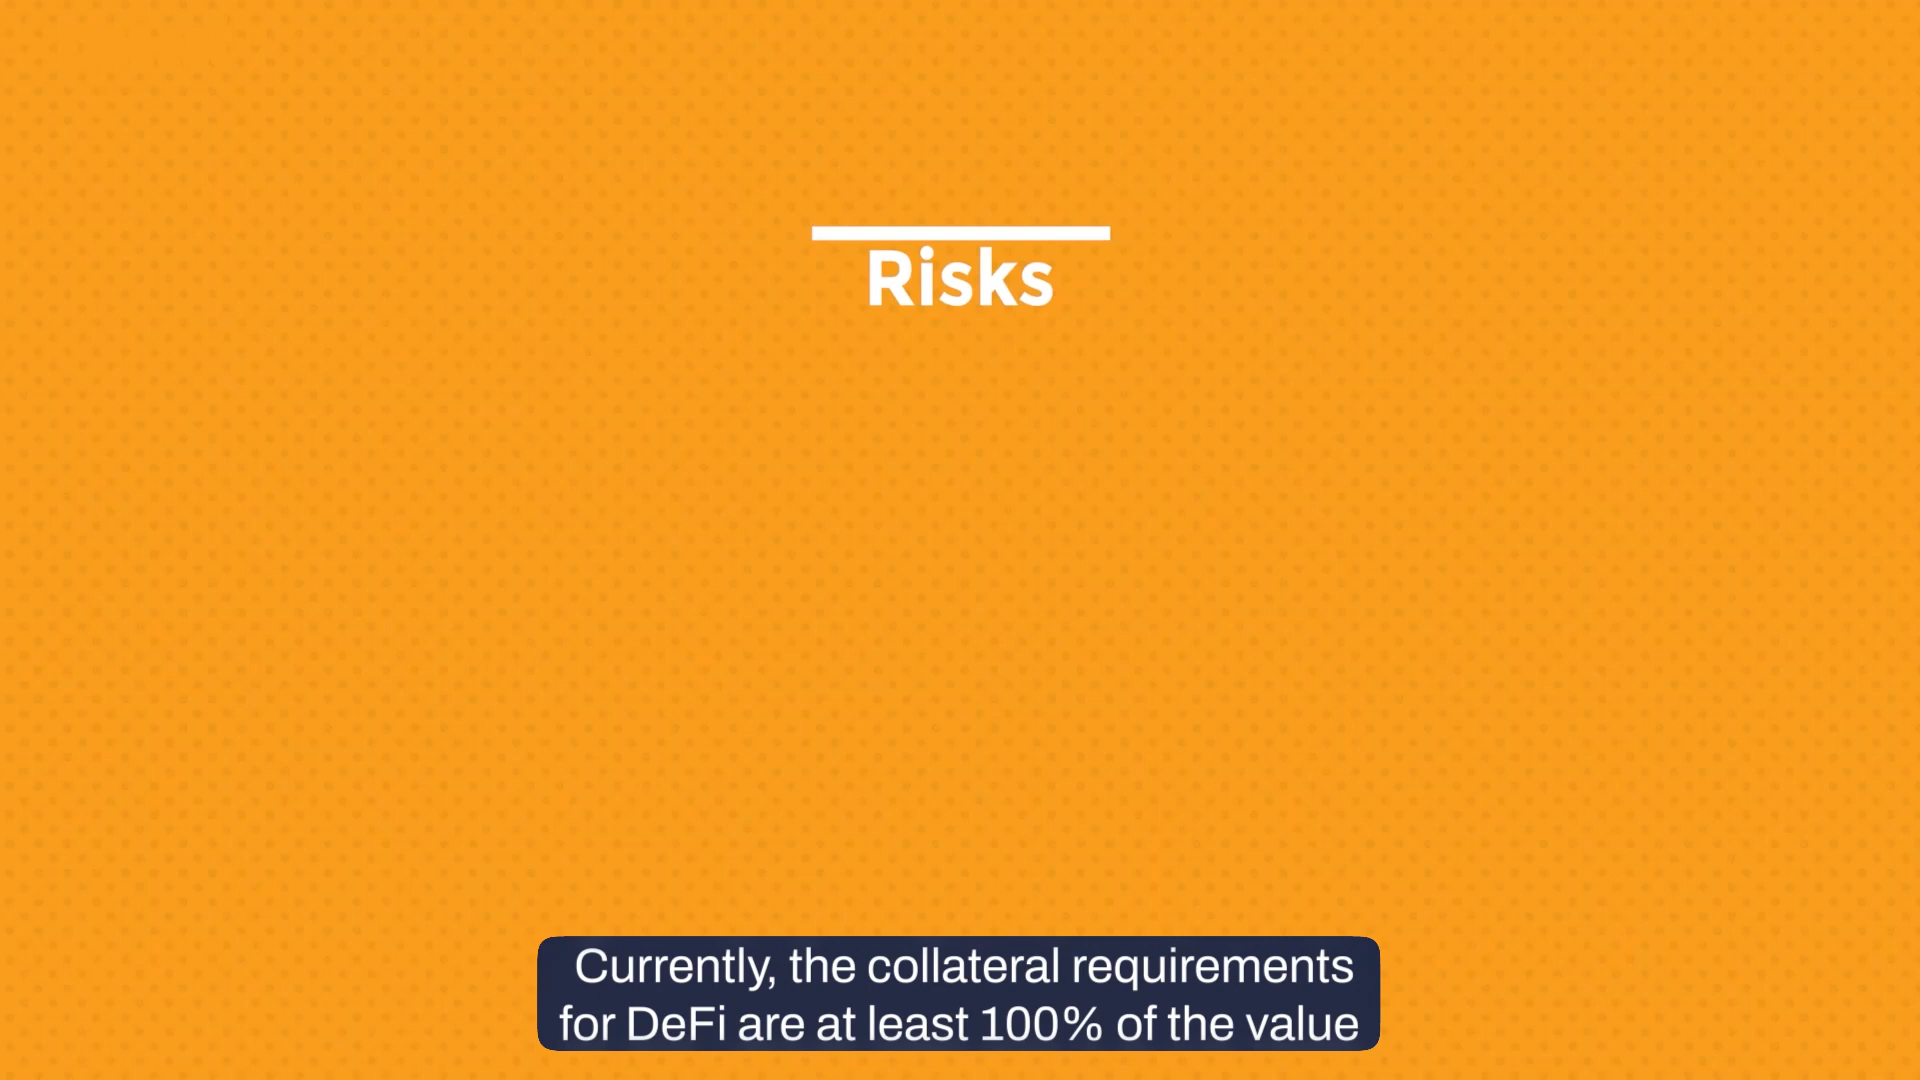 Risks
Currently, the collateral requirements
for DeFi are at least 100% of the value